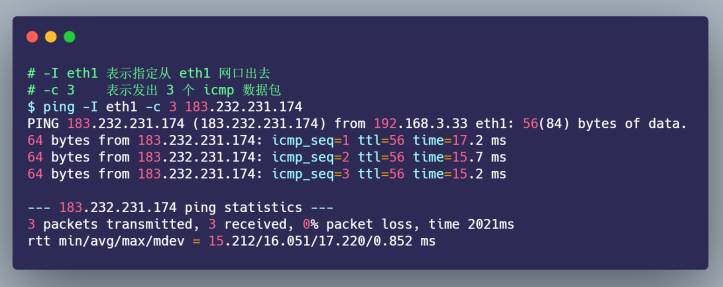 # -I eth1 表示指定从 eth1 网口出去
# -c 3    表示发出 3 个 icmp 数据包
$ ping -I eth1 -c 3 183.232.231.174
PING 183.232.231.174 (183.232.231.174) from 192.168.3.33 eth1: 56(84) bytes of data.
64 bytes from 183.232.231.174: icmp_seq=1 ttl=56 time=17.2 ms
64 bytes from 183.232.231.174: icmp_seq=2 ttl=56 time=15.7 ms
64 bytes from 183.232.231.174: icmp_seq=3 ttl=56 time=15.2 ms

--- 183.232.231.174 ping statistics ---
3 packets transmitted, 3 received, 0% packet loss, time 2021ms
rtt min/avg/max/mdev = 15.212/16.051/17.220/0.852 ms